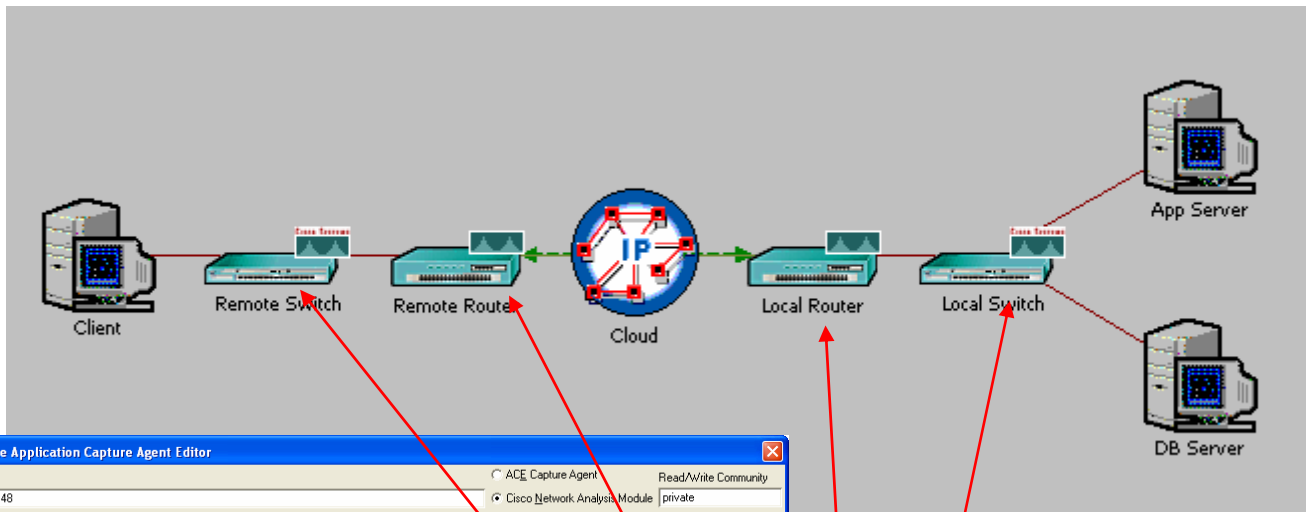 App Server
IP
Client
Remote Switch
Remote Router
Cloud
Local Router
Local Switch
DB Server
e Application Capture Agent Editor
ACE Capture Agent
Read/Write Community
48
Cisco Network Analysis Module
private